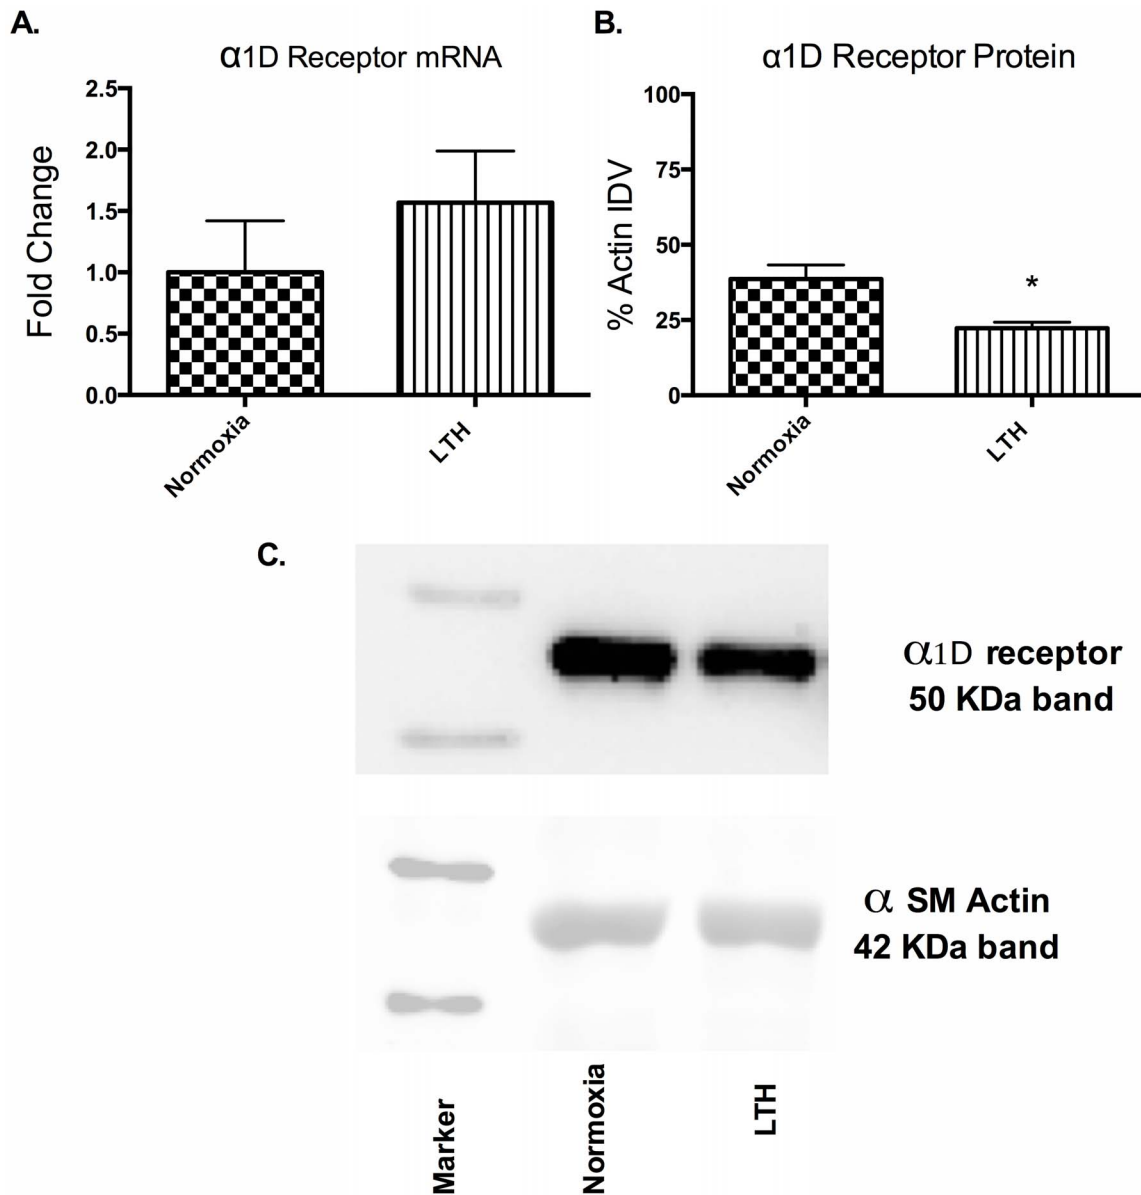 A.
α1D Receptor mRNA
Fold Change
2.5
2.0
1.5
1.0
0.5
0.0
Normoxia
LTH
B.
α1D Receptor Protein
% Actin IDV
100
75
50
25
0
*
Normoxia
LTH
C.
α1D receptor
50 KDa band
α SM Actin
42 KDa band
Marker
Normoxia
LTH